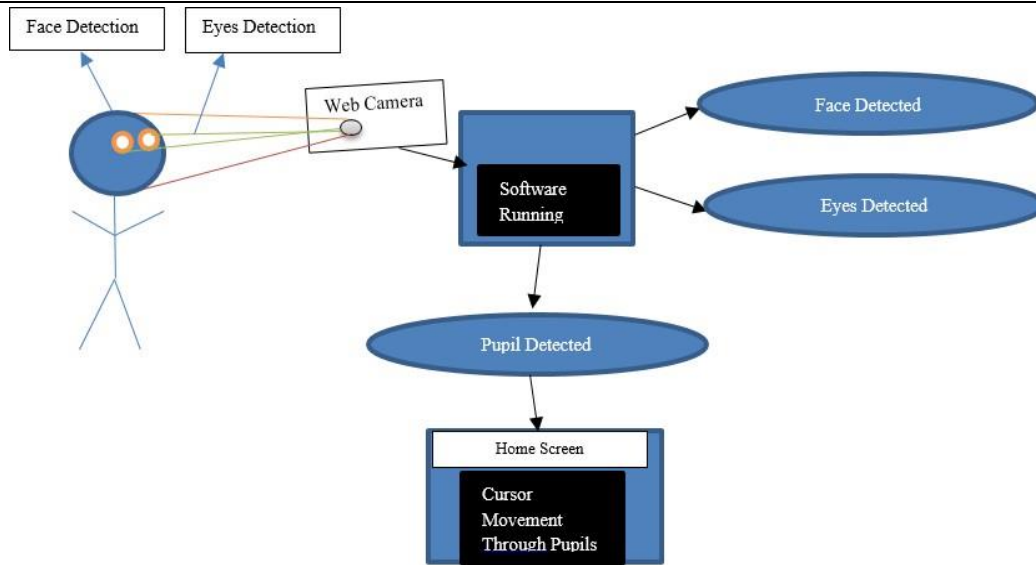 Face Detection
Eyes Detection
Web Camera
Face Detected
Software
Running
Eyes Detected
Pupil Detected
Home Screen
Cursor
Movement
Through Pupils